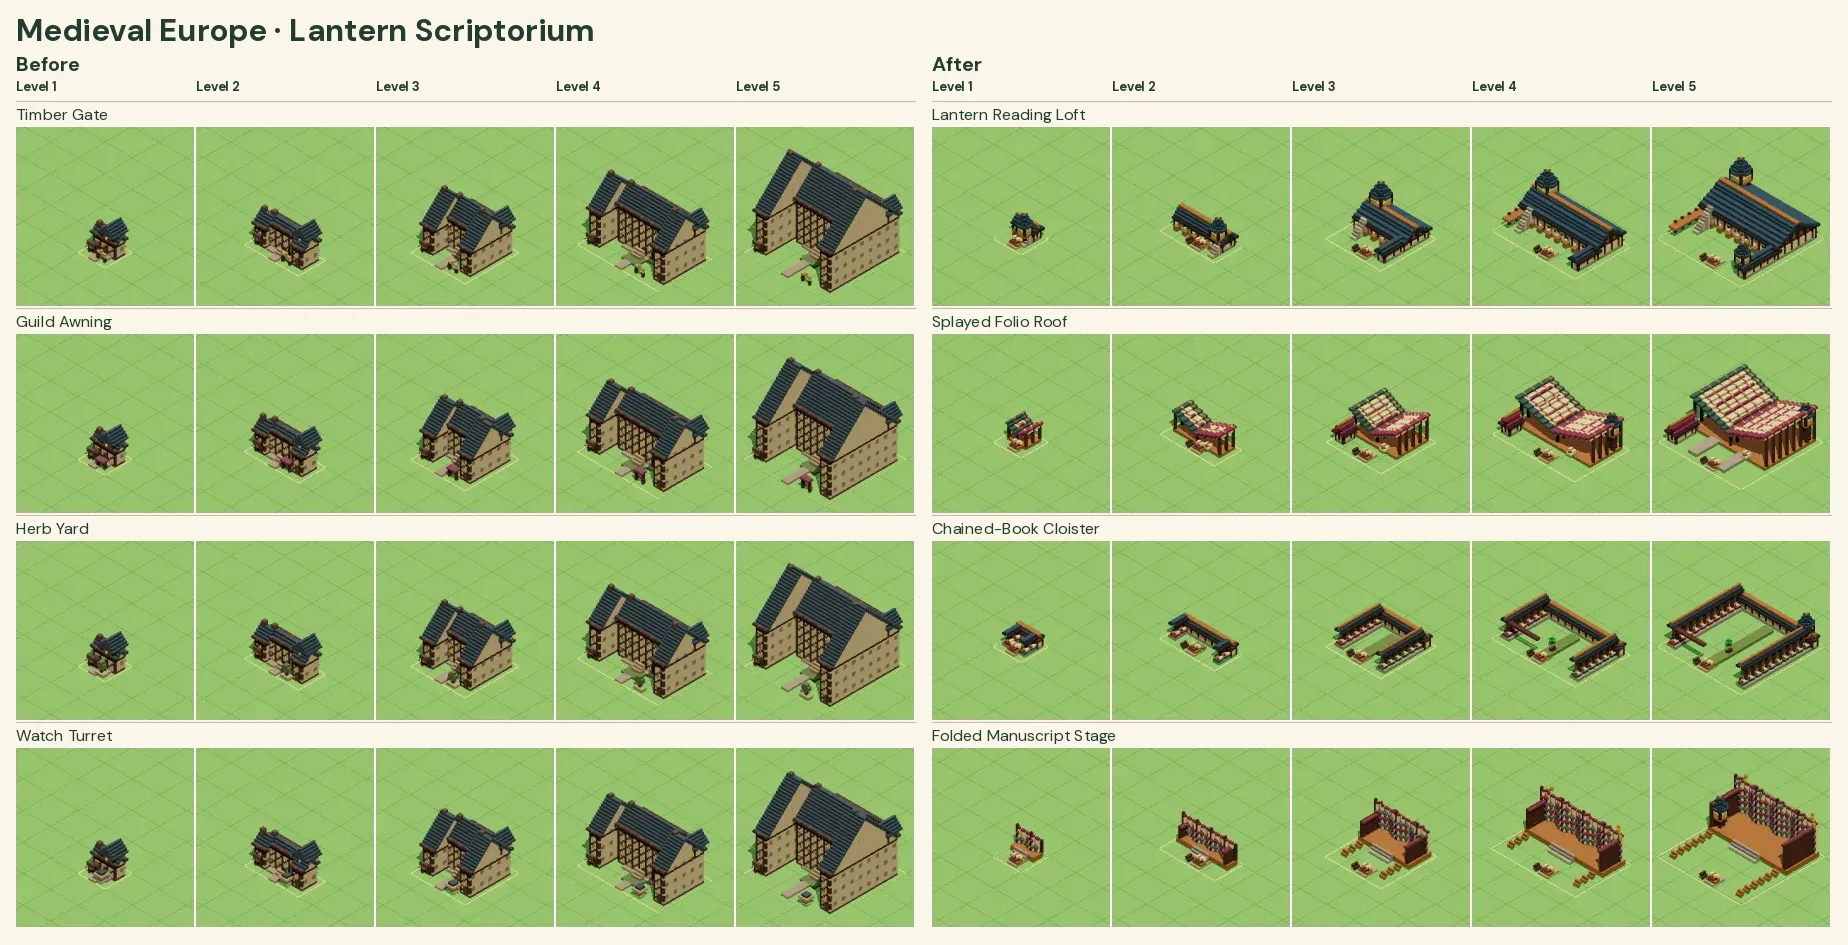 Medieval Europe · Lantern Scriptorium
Before
Level 1 Level 2 Level 3 Level 4 Level 5
Timber Gate
Guild Awning
Herb Yard
Watch Turret
After
Level 1 Level 2 Level 3 Level 4 Level 5
Lantern Reading Loft
Splayed Folio Roof
Chained-Book Cloister
Folded Manuscript Stage